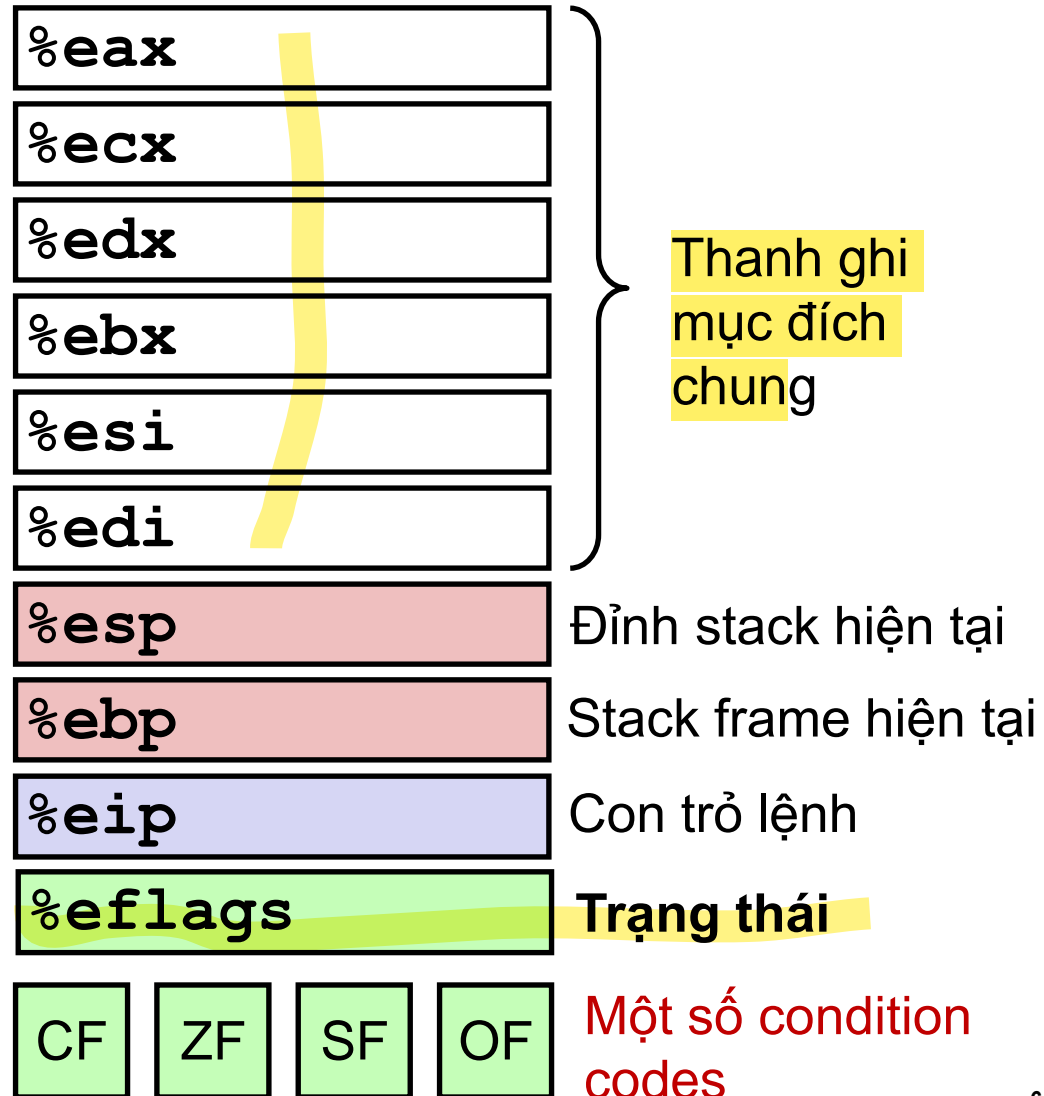 %eax
%ecx
%edx
%ebx
%esi
%edi
Thanh ghi
mục đích
chung
%esp
Đỉnh stack hiện tại
%ebp
Stack frame hiện tại
%eip
Con trỏ lệnh
%eflags
Trạng thái
CF ZF SF OF
Một số condition
codes